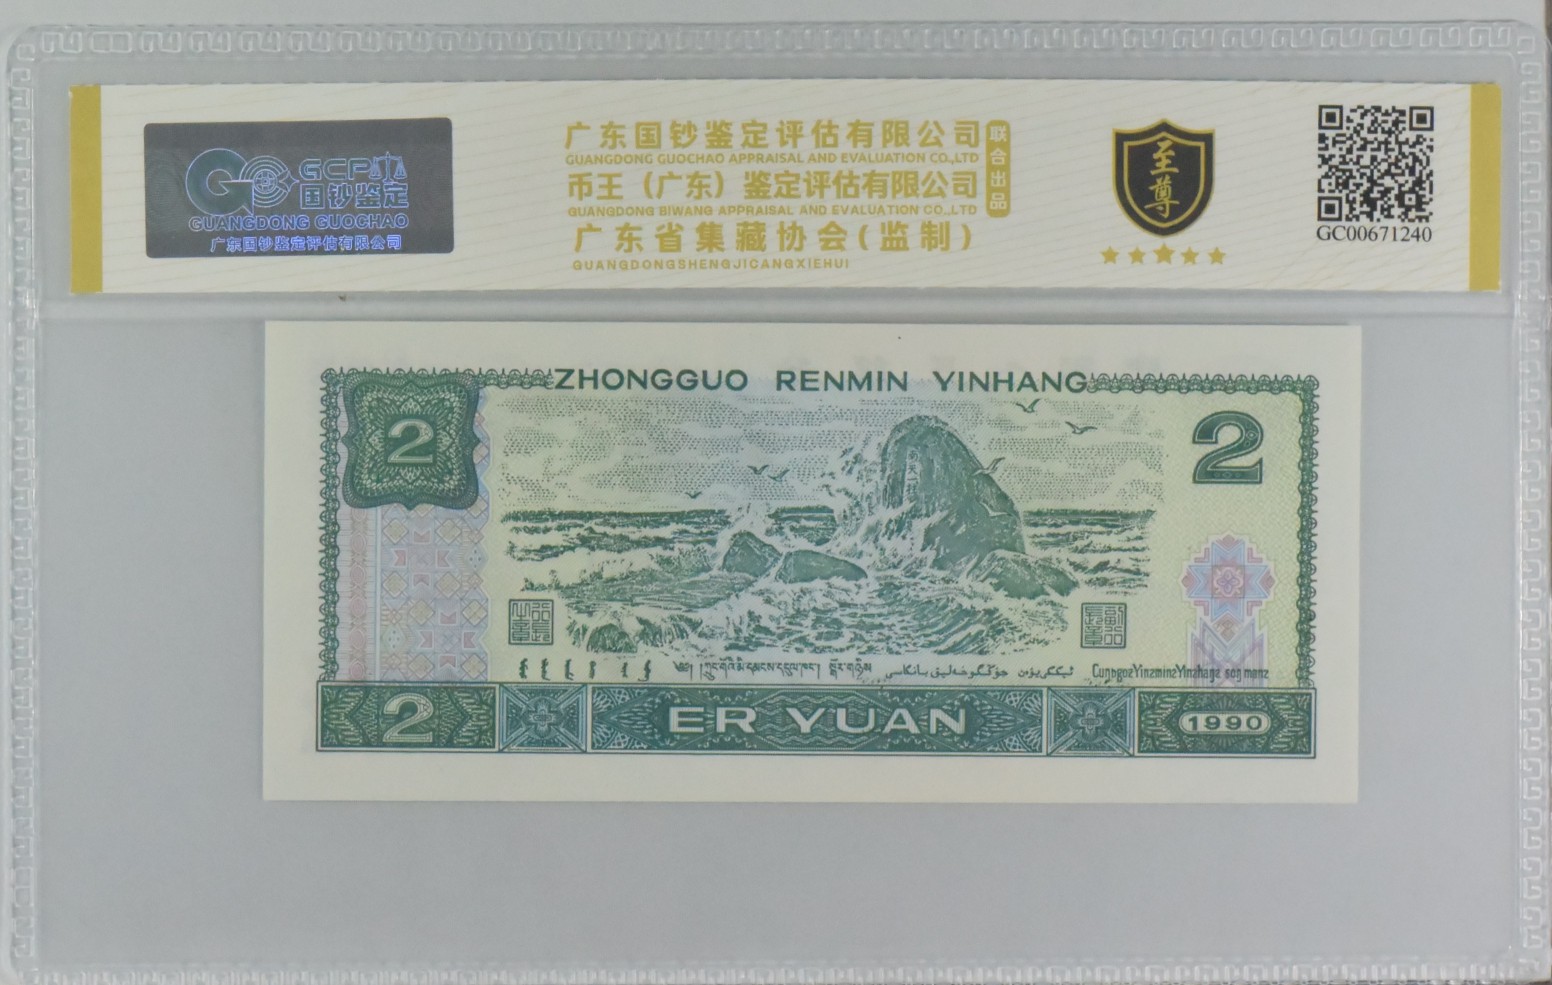 GCP
国钞鉴定
GUANGDONG GUOCHAO
广东国钞鉴定评估有限公司
广东国钞鉴定评估有限公司
GUANGDONG GUOCHAO APPRAISAL AND EVALUATION CO.,LTD
币王（广东）鉴定评估有限公司
GUANGDONG BIWANG APPRAISAL AND EVALUATION CO.,LTD
联合出品
广东省集藏协会(监制)
GUANGDONGSHENGJICANGXIEHUI
至尊
GC00671240
ZHONGGUO RENMIN YINHANG
2
2
CungguzYinzminzYinzhangz song maenz
2
ER YUAN
1990